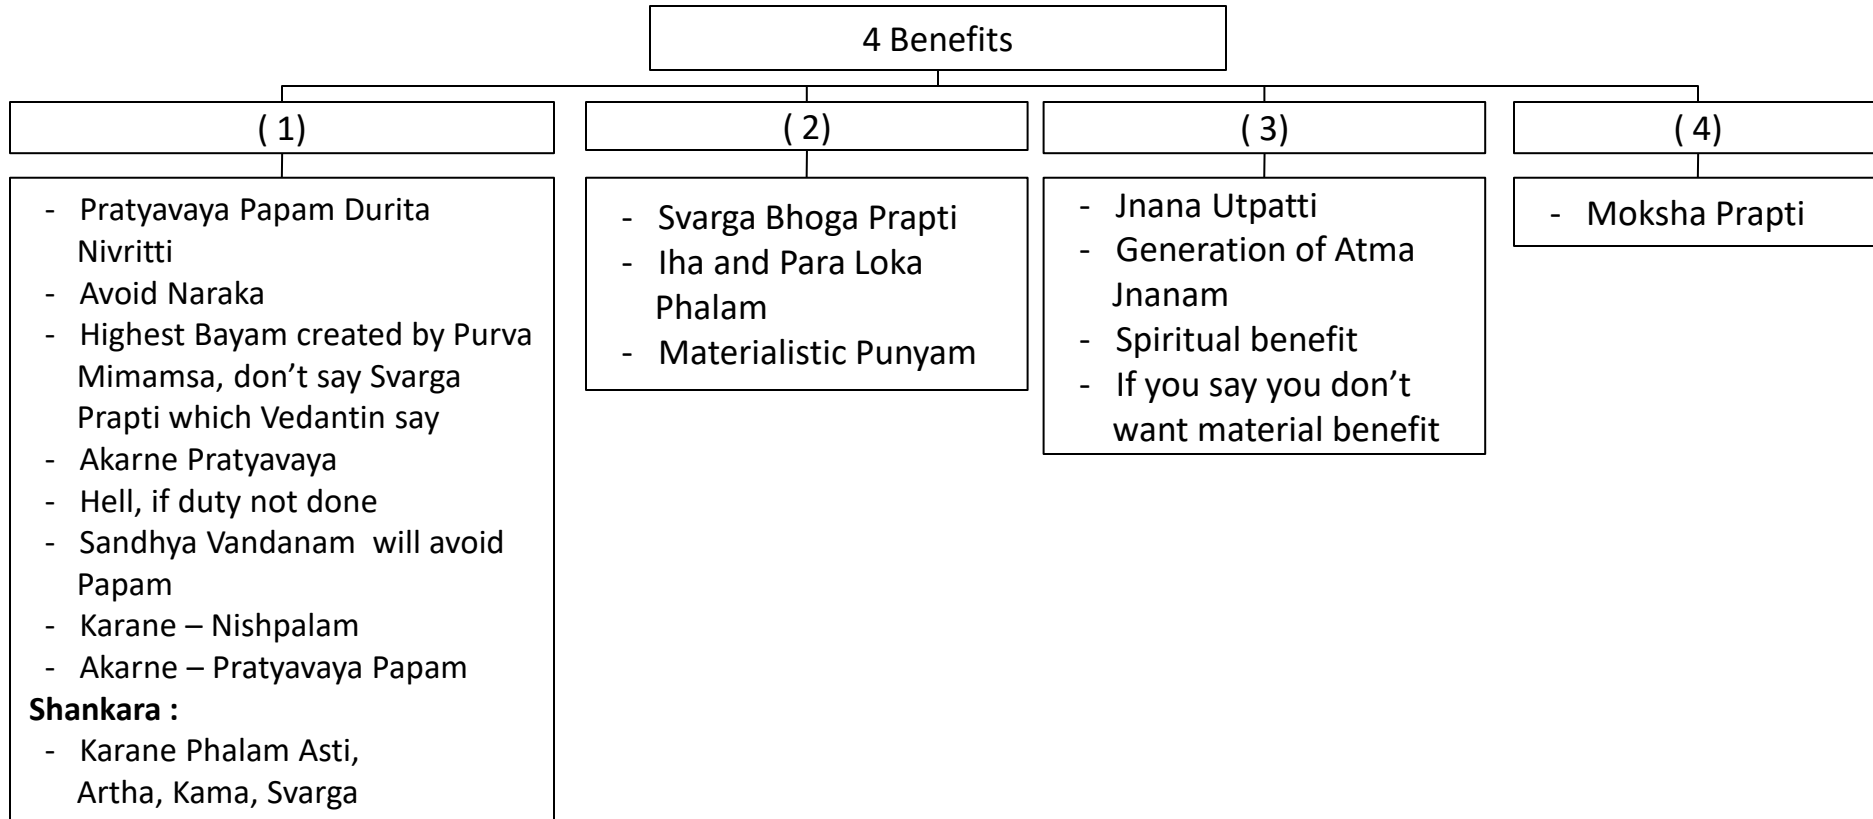 4 Benefits
( 1)
- Pratyavaya Papam Durita
Nivritti
- Avoid Naraka
- Highest Bayam created by Purva
Mimamsa, don’t say Svarga
Prapti which Vedantin say
- Akarne Pratyavaya
- Hell, if duty not done
- Sandhya Vandanam will avoid
Papam
- Karane – Nishpalam
- Akarne – Pratyavaya Papam
Shankara :
- Karane Phalam Asti,
Artha, Kama, Svarga
(2)
- Svarga Bhoga Prapti
- Iha and Para Loka
Phalam
- Materialistic Punyam
( 3)
- Jnana Utpatti
- Generation of Atma
Jnanam
- Spiritual benefit
- If you say you don’t
want material benefit
( 4)
- Moksha Prapti